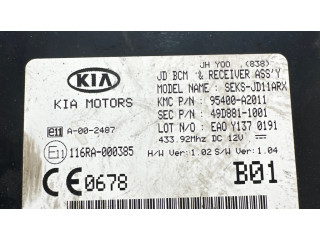 JH YOO , (838)
JD BCM & RECEIVER ASS'Y
MODEL NAME: SEKS-JD11ARX
KIA
KIA MOTORS
KMC P/N : 95400-A2011
SEC P/N : 49D881-1001
LOT N/O : EAO Y137 0191
433.92MHz DC 12V
H/W Ver: 1.02 S/W Ver: 1.04
e11 A-00-2487
E11 116RA-000385
CE0678
B01